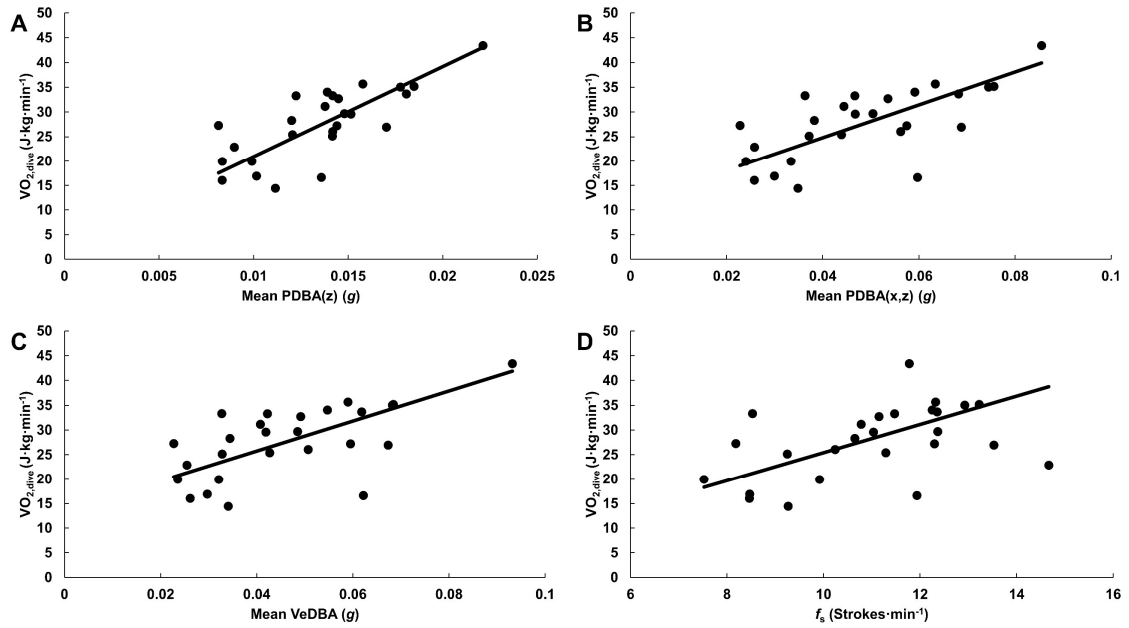 A
VO2,dive (J·kg·min-1)
50
45
40
35
30
25
20
15
10
5
0
0 0.005 0.01 0.015 0.02 0.025
Mean PDBA(z) (g)
B
VO2,dive (J·kg·min-1)
50
45
40
35
30
25
20
15
10
5
0
0 0.02 0.04 0.06 0.08 0.1
Mean PDBA(x,z) (g)
C
VO2,dive (J·kg·min-1)
50
45
40
35
30
25
20
15
10
5
0
0 0.02 0.04 0.06 0.08 0.1
Mean VeDBA (g)
D
VO2,dive (J·kg·min-1)
50
45
40
35
30
25
20
15
10
5
0
6 8 10 12 14 16
fs (Strokes·min-1)